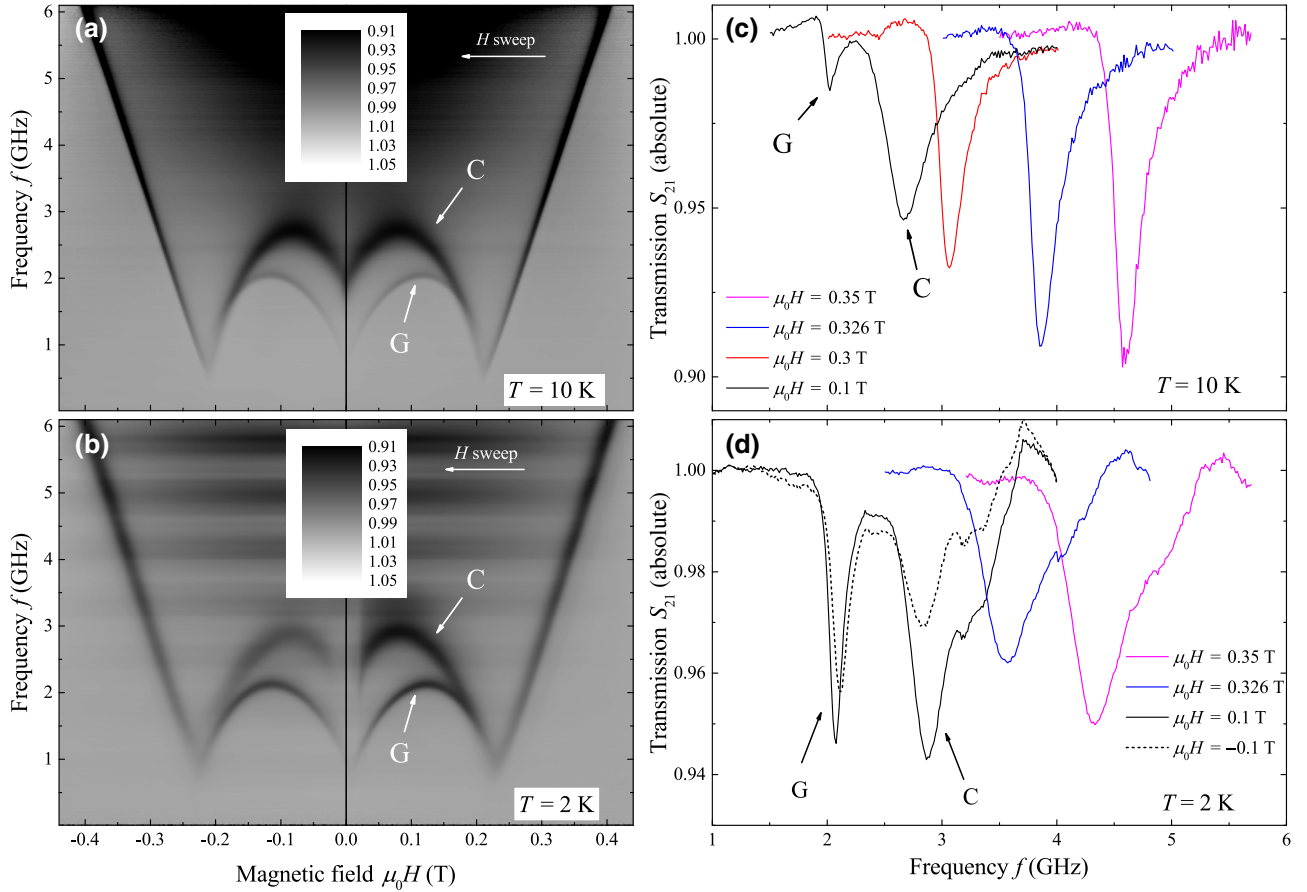 (a)
H sweep
0.91
0.93
0.95
0.97
0.99
1.01
1.03
1.05
C
G
T = 10 K
Frequency f (GHz)
6
5
4
3
2
1
(b)
H sweep
0.91
0.93
0.95
0.97
0.99
1.01
1.03
1.05
C
G
T = 2 K
Frequency f (GHz)
6
5
4
3
2
1
-0.4 -0.3 -0.2 -0.1 0.0 0.1 0.2 0.3 0.4
Magnetic field μ₀H (T)
(c)
G
C
μ₀H = 0.35 T
μ₀H = 0.326 T
μ₀H = 0.3 T
μ₀H = 0.1 T
T = 10 K
Transmission S₂₁ (absolute)
1.00
0.95
0.90
(d)
G
C
μ₀H = 0.35 T
μ₀H = 0.326 T
μ₀H = 0.1 T
μ₀H = −0.1 T
T = 2 K
Transmission S₂₁ (absolute)
1.00
0.98
0.96
0.94
1 2 3 4 5 6
Frequency f (GHz)